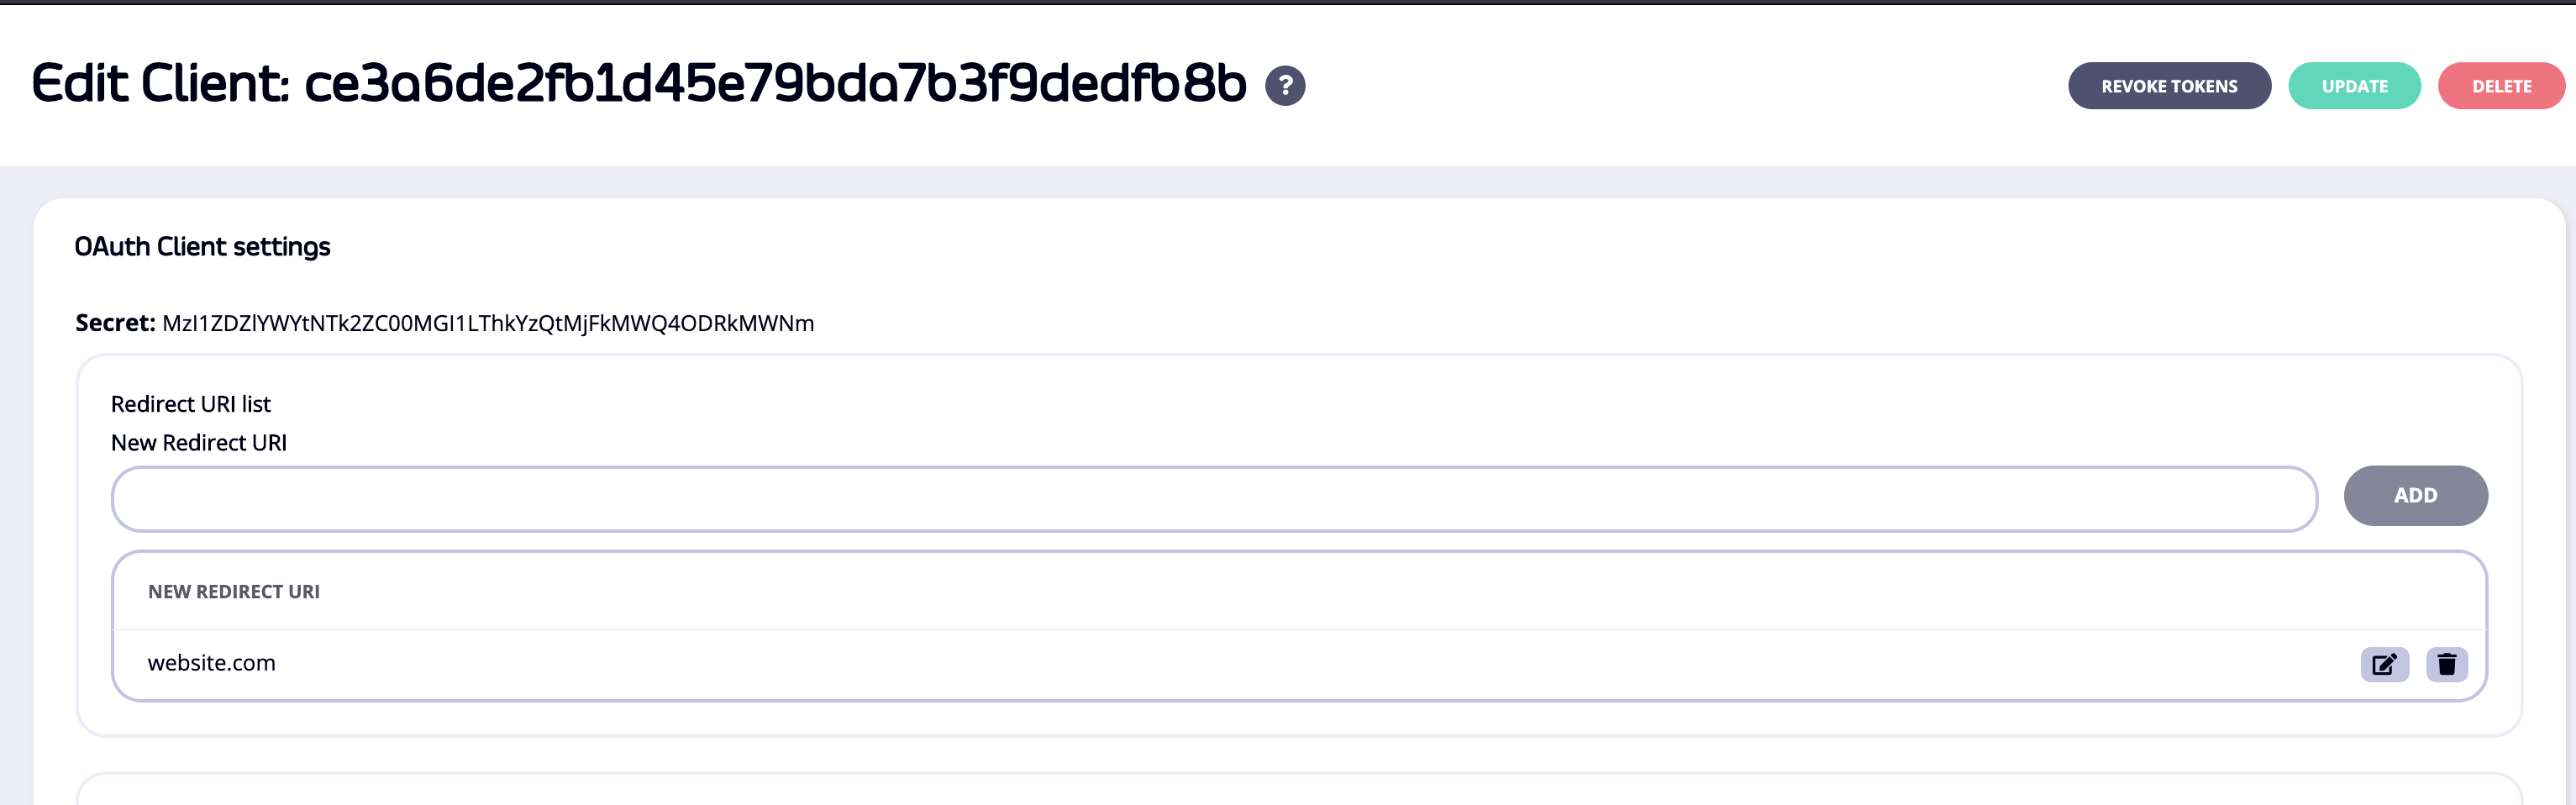 Edit Client: ce3a6de2fb1d45e79bda7b3f9dedfb8b ?
REVOKE TOKENS
UPDATE
DELETE
OAuth Client settings
Secret: MzI1ZDZlYWYtNTk2ZC00MGI1LThkYzQtMjFkMWQ4ODRkMWNm
Redirect URI list
New Redirect URI
ADD
NEW REDIRECT URI
website.com